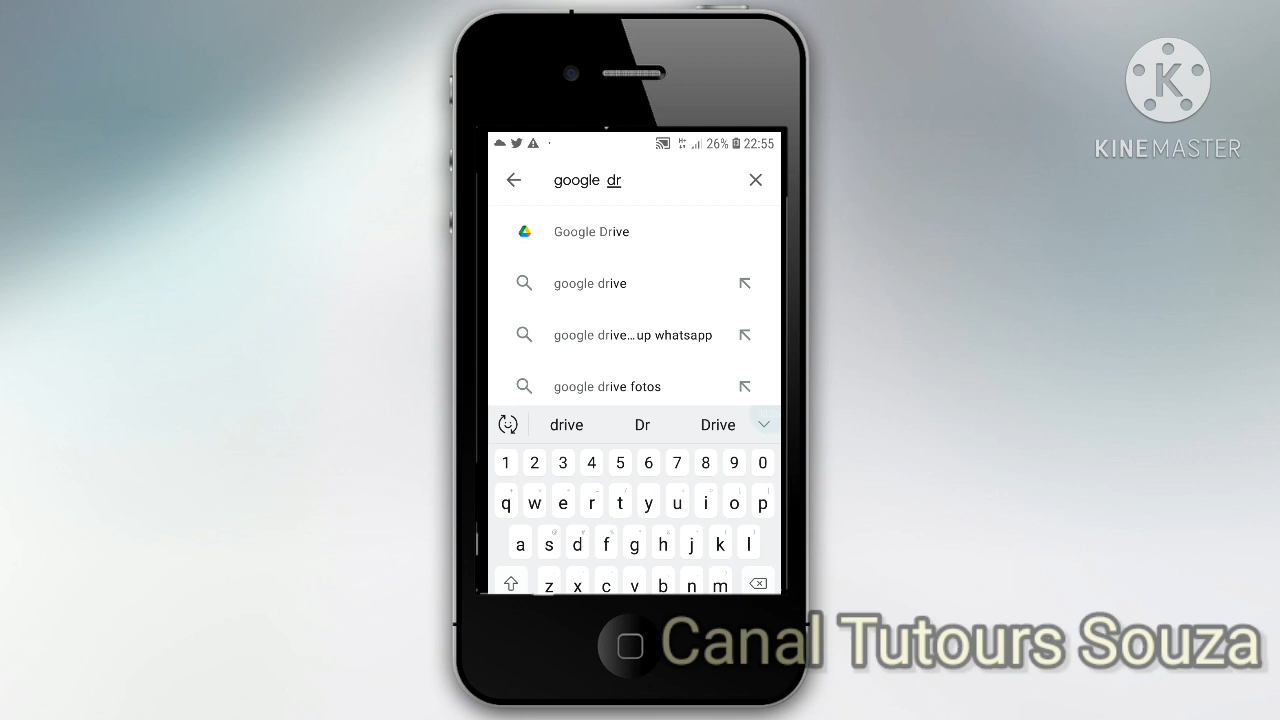 K
KINEMASTER
H+ 26% 22:55
google dr
Google Drive
google drive
google drive...up whatsapp
google drive fotos
drive Dr Drive
1 2 3 4 5 6 7 8 9 0
q w e r t y u i o p
a s d f g h j k l
z x c v b n m
Canal Tutours Souza